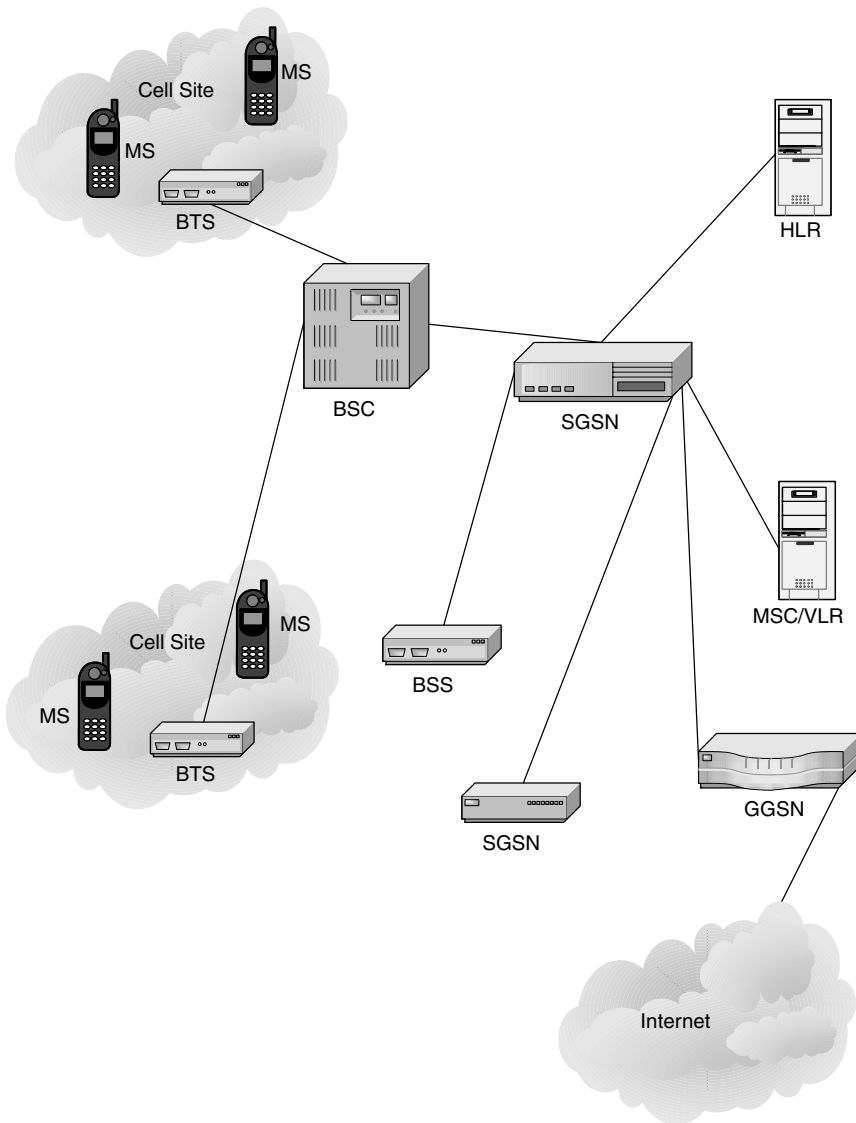 MS
Cell Site
MS
BTS
HLR
BSC
SGSN
MSC/VLR
Cell Site
MS
BSS
MS
BTS
GGSN
SGSN
Internet